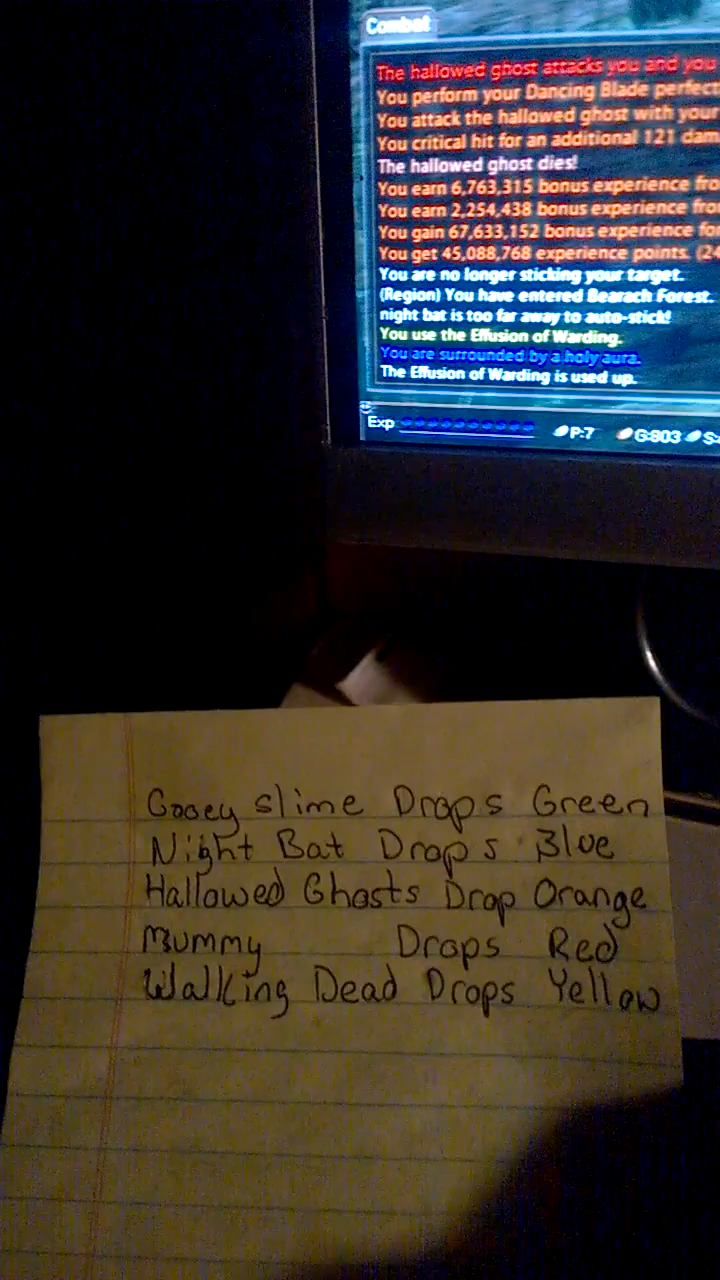 Combat
The hallowed ghost attacks you and you
You perform your Dancing Blade perfect
You attack the hallowed ghost with your
You critical hit for an additional 121 dam
The hallowed ghost dies!
You earn 6,763,315 bonus experience fro
You earn 2,254,438 bonus experience fro
You gain 67,633,152 bonus experience for
You get 45,088,768 experience points. (24
You are no longer sticking your target.
(Region) You have entered Bearach Forest.
night bat is too far away to auto-stick!
You use the Effusion of Warding.
You are surrounded by a holy aura.
The Effusion of Warding is used up.
Exp P:7 G:803 S:
Gooey slime Drops Green
Night Bat Drops Blue
Hallowed Ghosts Drop Orange
Mummy Drops Red
Walking Dead Drops Yellow